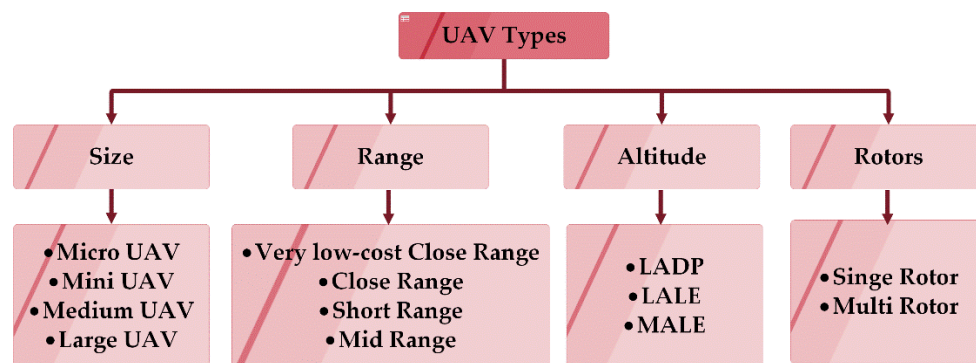 UAV Types
Size
Range
Altitude
Rotors
•Micro UAV
•Mini UAV
•Medium UAV
•Large UAV
•Very low-cost Close Range
•Close Range
•Short Range
•Mid Range
•LADP
•LALE
•MALE
•Singe Rotor
•Multi Rotor